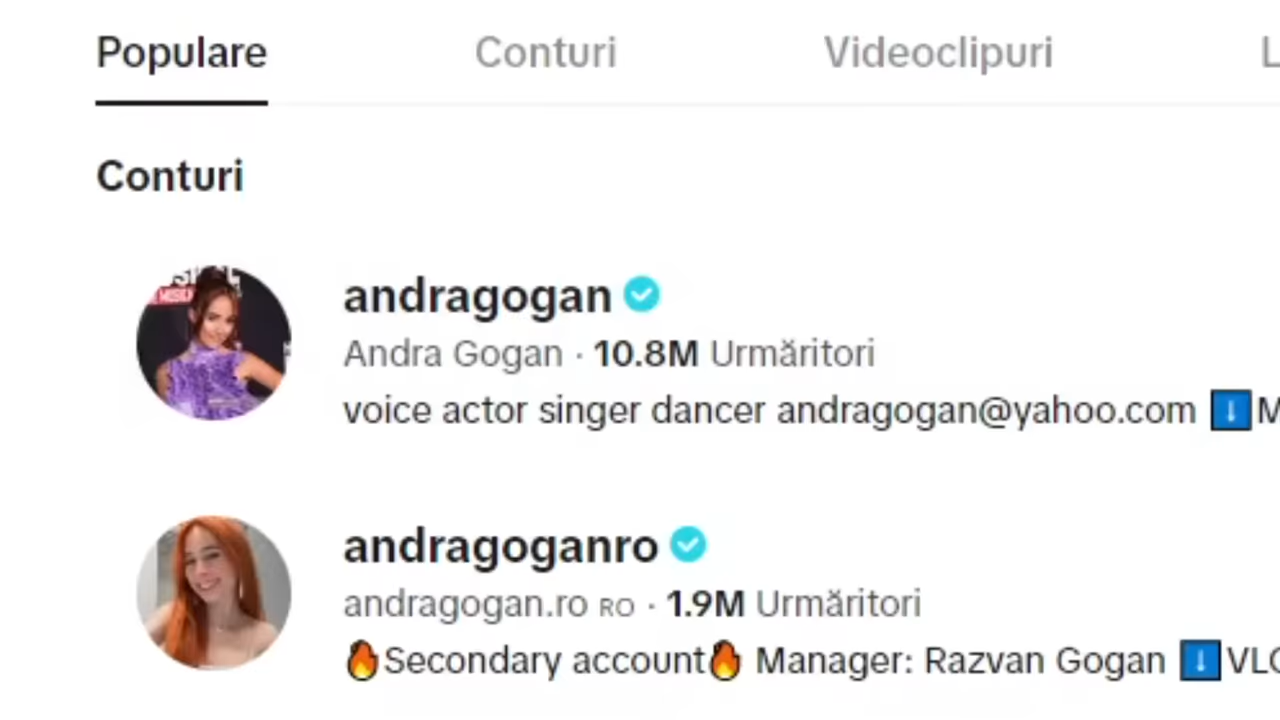 Populare Conturi Videoclipuri L
Conturi
andragogan
Andra Gogan · 10.8M Urmăritori
voice actor singer dancer andragogan@yahoo.com ⬇️M
andragoganro
andragogan.ro RO · 1.9M Urmăritori
🔥Secondary account🔥 Manager: Razvan Gogan ⬇️VLO